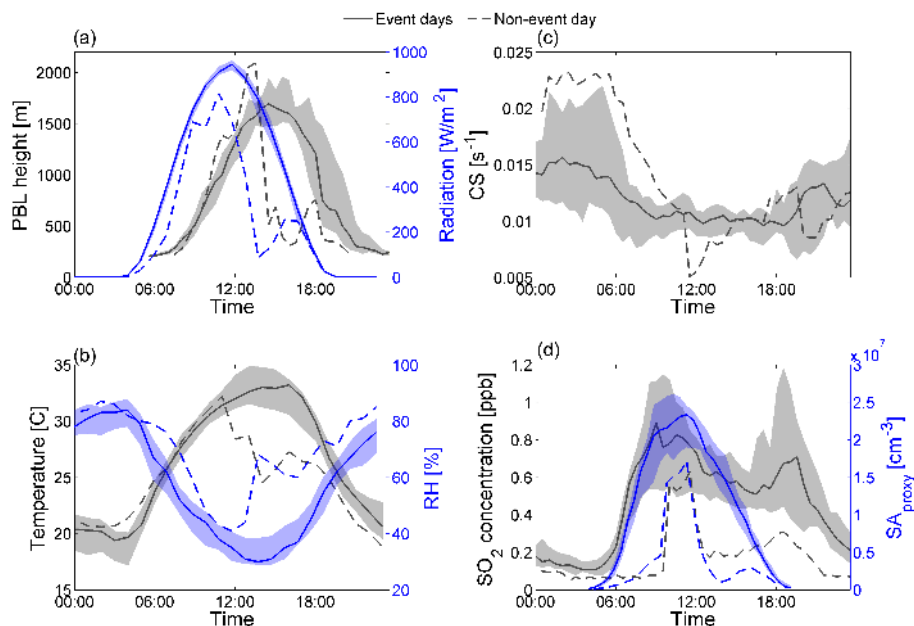 Event days Non-event day
(a)
PBL height [m]
2000
1500
1000
500
0
1000
800
600
400
200
0
Radiation [W/m²]
00:00 06:00 12:00 18:00
Time
(c)
CS [s⁻¹]
0.025
0.02
0.015
0.01
0.005
00:00 06:00 12:00 18:00
Time
(b)
Temperature [C]
35
30
25
20
15
100
80
60
40
20
RH [%]
00:00 06:00 12:00 18:00
Time
(d)
SO₂ concentration [ppb]
1.2
1
0.8
0.6
0.4
0.2
0
x 10⁷
3
2.5
2
1.5
1
0.5
0
SA proxy [cm⁻³]
00:00 06:00 12:00 18:00
Time